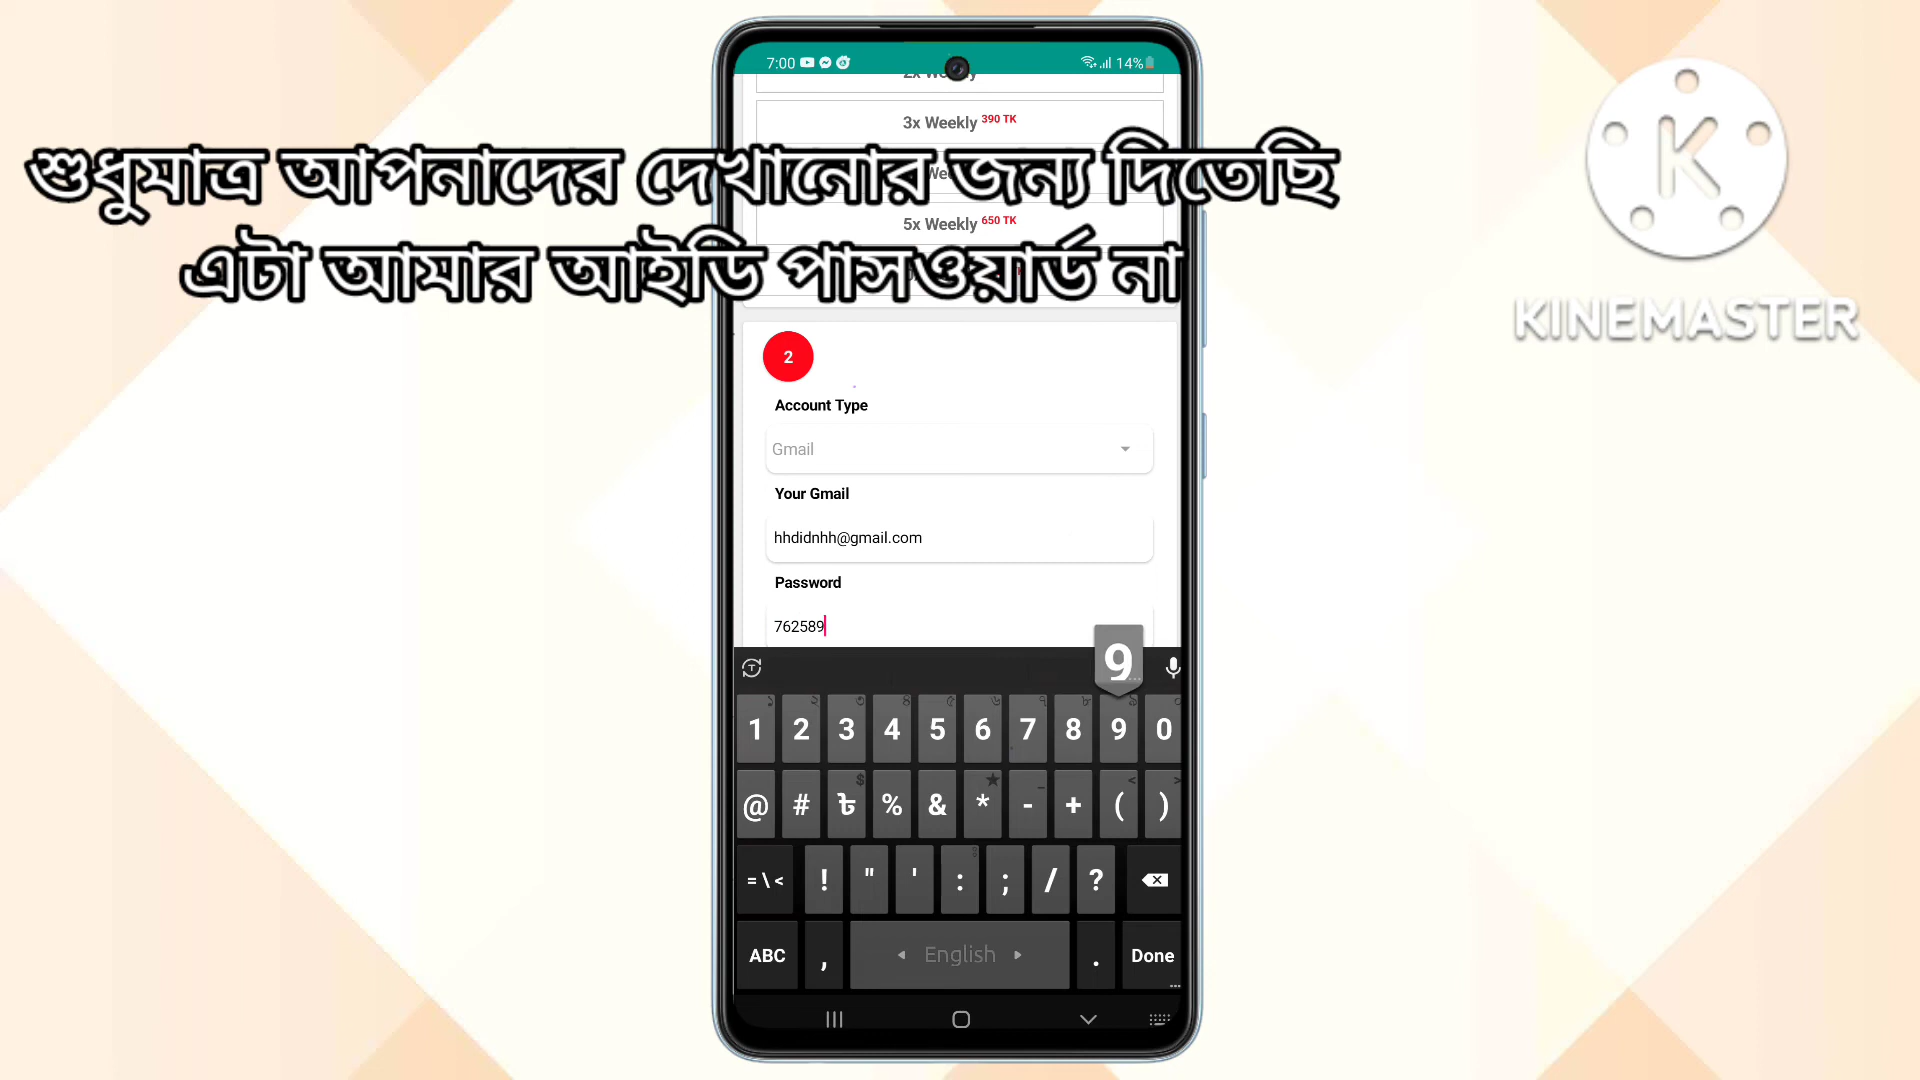 7:00
14%
3x Weekly 390 TK
শুধুমাত্র আপনাদের দেখানোর জন্য দিতেছি
5x Weekly 650 TK
এটা আমার আইডি পাসওয়ার্ড না
KINEMASTER
2
Account Type
Gmail
Your Gmail
hhdidnhh@gmail.com
Password
762589
9
1 2 3 4 5 6 7 8 9 0
@ # ৳ % & * - + ( )
= \ < ! " ' : ; / ?
ABC , English . Done